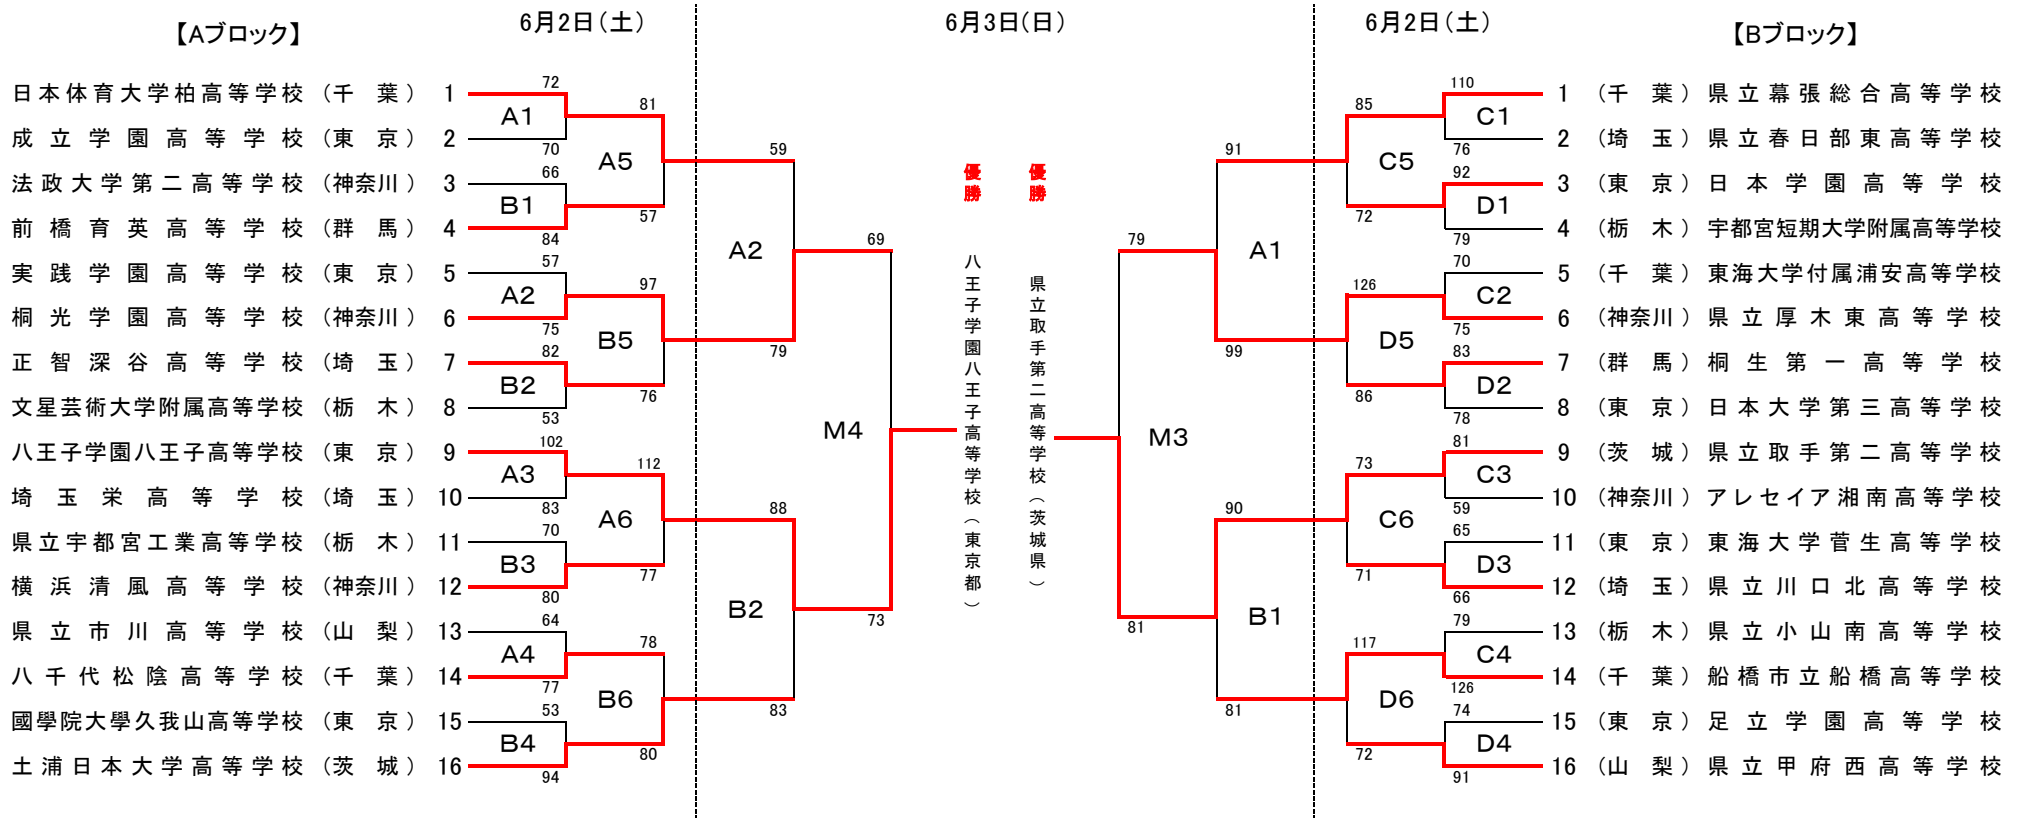 【Aブロック】 6月2日(土) 6月3日(日) 6月2日(土) 【Bブロック】
日本体育大学柏高等学校 (千 葉) 1 72
成立学園高等学校 (東 京) 2 70
A1
81
法政大学第二高等学校 (神奈川) 3 66
前橋育英高等学校 (群 馬) 4 84
B1
57
A5
59
実践学園高等学校 (東 京) 5 57
桐光学園高等学校 (神奈川) 6 75
A2
97
正智深谷高等学校 (埼 玉) 7 82
文星芸術大学附属高等学校 (栃 木) 8 53
B2
76
B5
79
A2
69
八王子学園八王子高等学校 (東 京) 9 102
埼玉栄高等学校 (埼 玉) 10 83
A3
112
県立宇都宮工業高等学校 (栃 木) 11 70
横浜清風高等学校 (神奈川) 12 80
B3
77
A6
88
県立市川高等学校 (山 梨) 13 64
八千代松陰高等学校 (千 葉) 14 77
A4
78
國學院大學久我山高等学校 (東 京) 15 53
土浦日本大学高等学校 (茨 城) 16 94
B4
80
B6
83
B2
73
M4
優勝
八王子学園八王子高等学校(東京都)
優勝
県立取手第二高等学校(茨城県)
110 1 (千 葉) 県立幕張総合高等学校
76 2 (埼 玉) 県立春日部東高等学校
C1
85
92 3 (東 京) 日本学園高等学校
79 4 (栃 木) 宇都宮短期大学附属高等学校
D1
72
C5
91
70 5 (千 葉) 東海大学付属浦安高等学校
75 6 (神奈川) 県立厚木東高等学校
C2
126
83 7 (群 馬) 桐生第一高等学校
78 8 (東 京) 日本大学第三高等学校
D2
86
D5
99
A1
79
81 9 (茨 城) 県立取手第二高等学校
59 10 (神奈川) アレセイア湘南高等学校
C3
73
65 11 (東 京) 東海大学菅生高等学校
66 12 (埼 玉) 県立川口北高等学校
D3
71
C6
90
79 13 (栃 木) 県立小山南高等学校
126 14 (千 葉) 船橋市立船橋高等学校
C4
117
74 15 (東 京) 足立学園高等学校
91 16 (山 梨) 県立甲府西高等学校
D4
72
D6
81
B1
81
M3